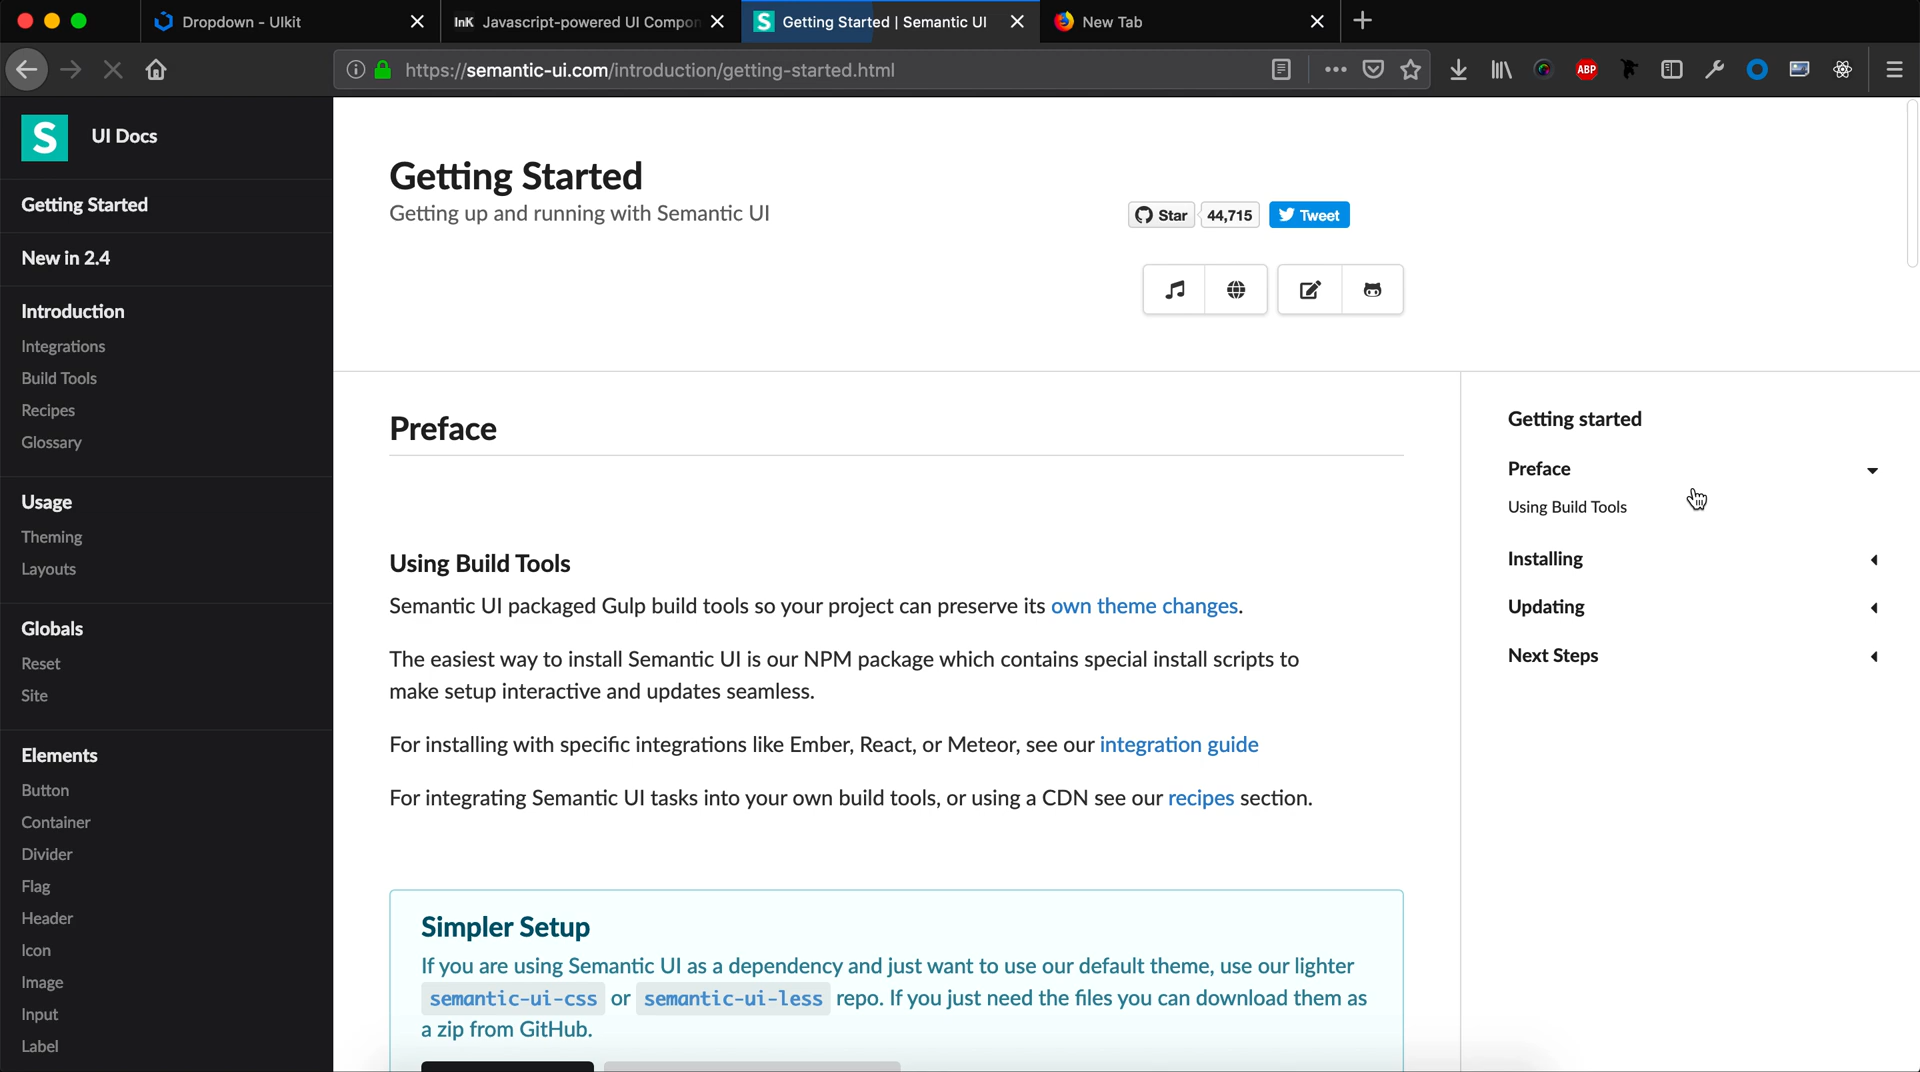 Dropdown - UIkit
InK Javascript-powered UI Compon
Getting Started | Semantic UI
New Tab
https://semantic-ui.com/introduction/getting-started.html
ABP
S UI Docs
Getting Started
New in 2.4
Introduction
Integrations
Build Tools
Recipes
Glossary
Usage
Theming
Layouts
Globals
Reset
Site
Elements
Button
Container
Divider
Flag
Header
Icon
Image
Input
Label
Getting Started
Getting up and running with Semantic UI
Star 44,715 Tweet
Preface
Using Build Tools
Semantic UI packaged Gulp build tools so your project can preserve its own theme changes.
The easiest way to install Semantic UI is our NPM package which contains special install scripts to
make setup interactive and updates seamless.
For installing with specific integrations like Ember, React, or Meteor, see our integration guide
For integrating Semantic UI tasks into your own build tools, or using a CDN see our recipes section.
Simpler Setup
If you are using Semantic UI as a dependency and just want to use our default theme, use our lighter
semantic-ui-css or semantic-ui-less repo. If you just need the files you can download them as
a zip from GitHub.
Getting started
Preface
Using Build Tools
Installing
Updating
Next Steps